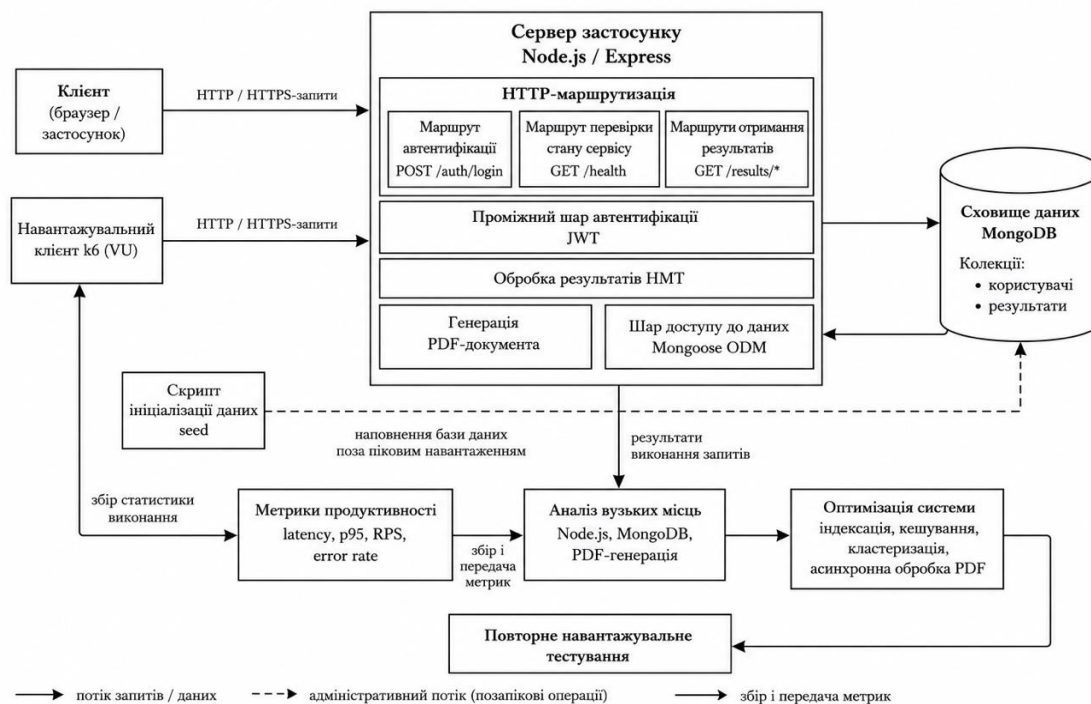 Сервер застосунку
Node.js / Express
Клієнт
(браузер /
застосунок)
HTTP / HTTPS-запити
HTTP-маршрутизація
Маршрут
автентифікації
POST /auth/login
Маршрут перевірки
стану сервісу
GET /health
Маршрути отримання
результатів
GET /results/*
Навантажувальний
клієнт k6 (VU)
HTTP / HTTPS-запити
Проміжний шар автентифікації
JWT
Обробка результатів НМТ
Генерація
PDF-документа
Шар доступу до даних
Mongoose ODM
Сховище даних
MongoDB
Колекції:
• користувачі
• результати
Скрипт
ініціалізації даних
seed
наповнення бази даних
поза піковим навантаженням
результати
виконання запитів
збір статистики
виконання
Метрики продуктивності
latency, p95, RPS,
error rate
збір і
передача
метрик
Аналіз вузьких місць
Node.js, MongoDB,
PDF-генерація
Оптимізація системи
індексація, кешування,
кластеризація,
асинхронна обробка PDF
Повторне навантажувальне
тестування
потік запитів / даних
адміністративний потік (позапікові операції)
збір і передача метрик